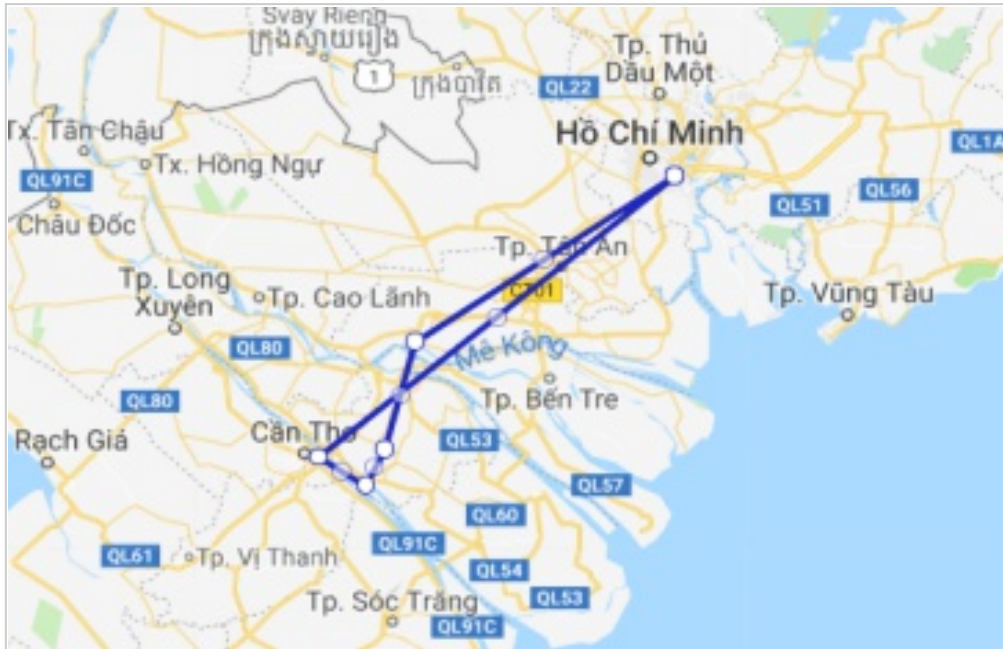 Svay Rieng
ក្រុងស្វាយរៀង
1
ក្រុងបាវិត
QL22
Tp. Thủ
Dầu Một
Hồ Chí Minh
QL1A
Tx. Tân Châu
Tx. Hồng Ngự
QL91C
Châu Đốc
QL56
QL51
Tp. Tân An
Tp. Long
Xuyên
Tp. Cao Lãnh
CT01
Tp. Vũng Tàu
QL80
Mê Kông
QL80
Tp. Bến Tre
Rạch Giá
Cần Thơ
QL53
QL57
QL60
QL61
Tp. Vị Thanh
QL91C
QL54
QL53
Tp. Sóc Trăng
QL91C